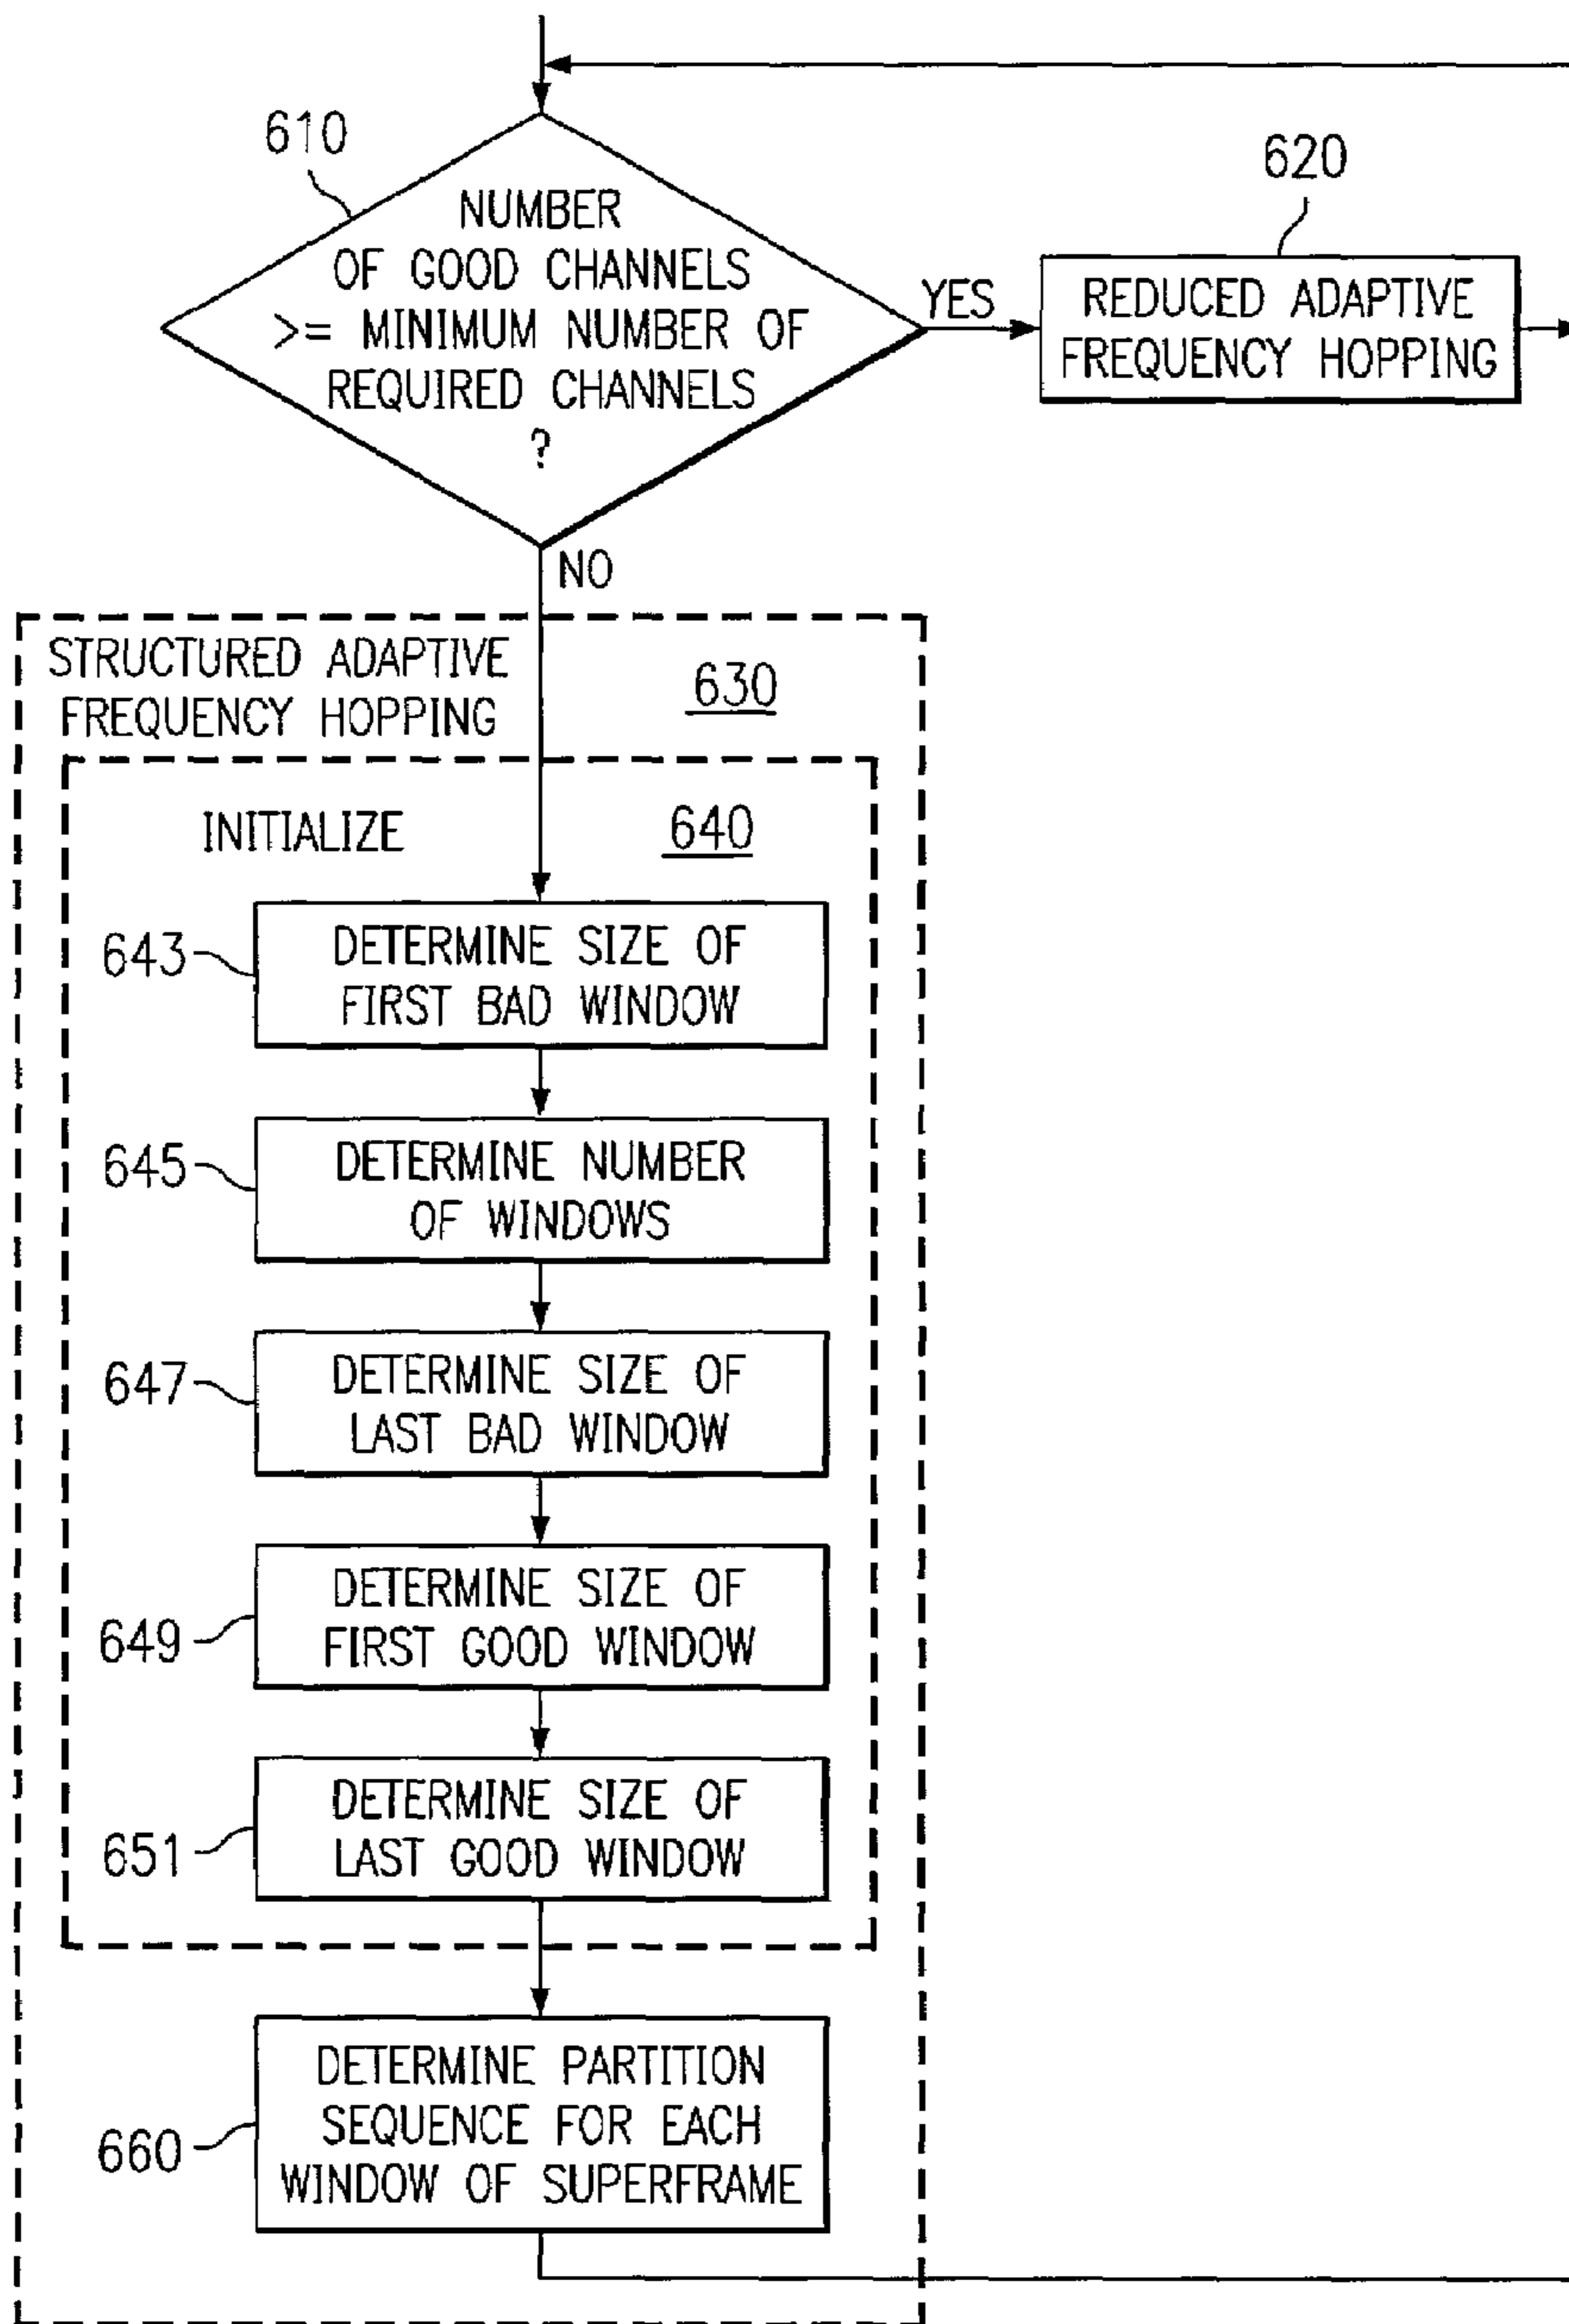 610
NUMBER
OF GOOD CHANNELS
>= MINIMUM NUMBER OF
REQUIRED CHANNELS
?
YES
620
REDUCED ADAPTIVE
FREQUENCY HOPPING
NO
STRUCTURED ADAPTIVE
FREQUENCY HOPPING
630
INITIALIZE
640
643
DETERMINE SIZE OF
FIRST BAD WINDOW
645
DETERMINE NUMBER
OF WINDOWS
647
DETERMINE SIZE OF
LAST BAD WINDOW
649
DETERMINE SIZE OF
FIRST GOOD WINDOW
651
DETERMINE SIZE OF
LAST GOOD WINDOW
660
DETERMINE PARTITION
SEQUENCE FOR EACH
WINDOW OF SUPERFRAME